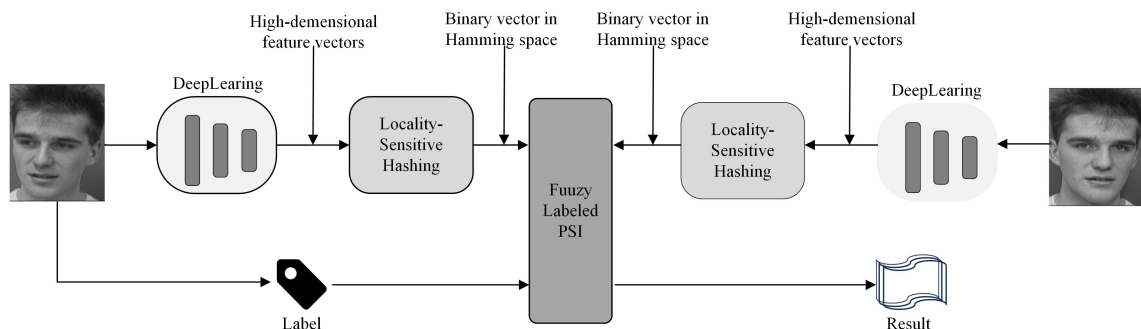 High-demensional
feature vectors
Binary vector in
Hamming space
Binary vector in
Hamming space
High-demensional
feature vectors
DeepLearing
DeepLearing
Locality-
Sensitive
Hashing
Locality-
Sensitive
Hashing
Fuuzy
Labeled
PSI
Label
Result